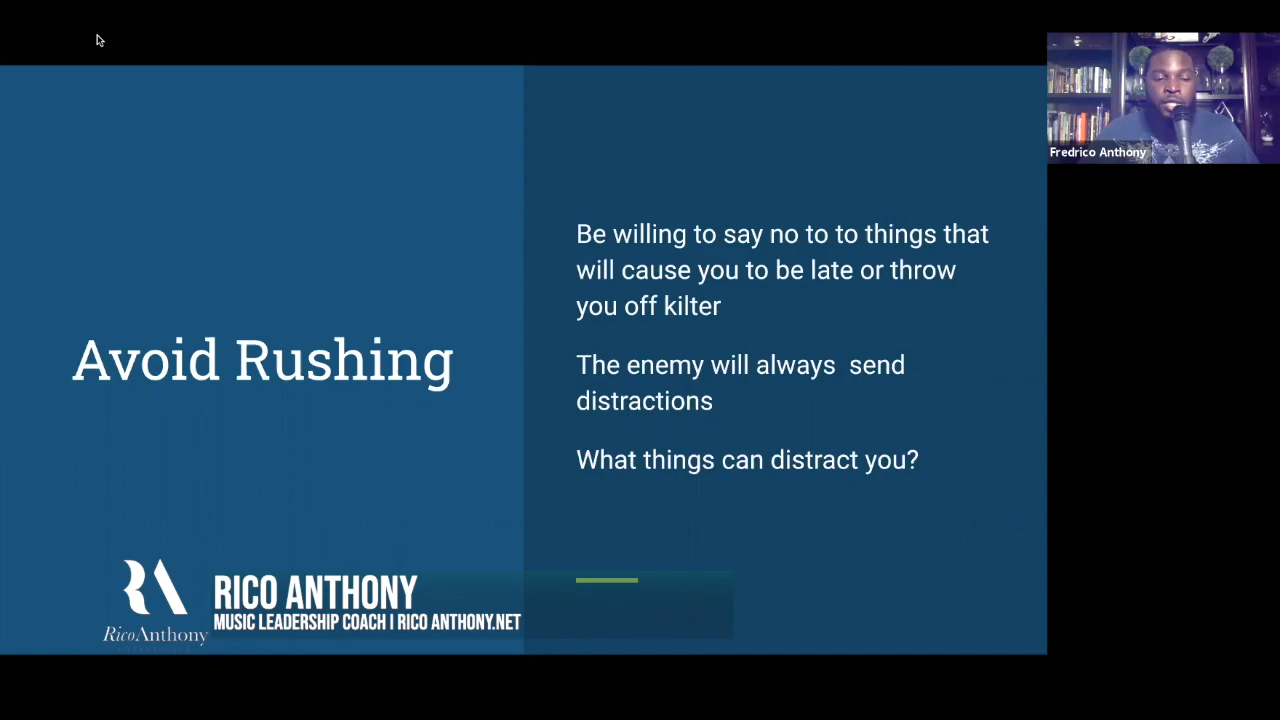 Avoid Rushing
Be willing to say no to to things that
will cause you to be late or throw
you off kilter
The enemy will always  send
distractions
What things can distract you?
RA
RicoAnthony
RICO ANTHONY
MUSIC LEADERSHIP COACH I RICO ANTHONY.NET
Fredrico Anthony